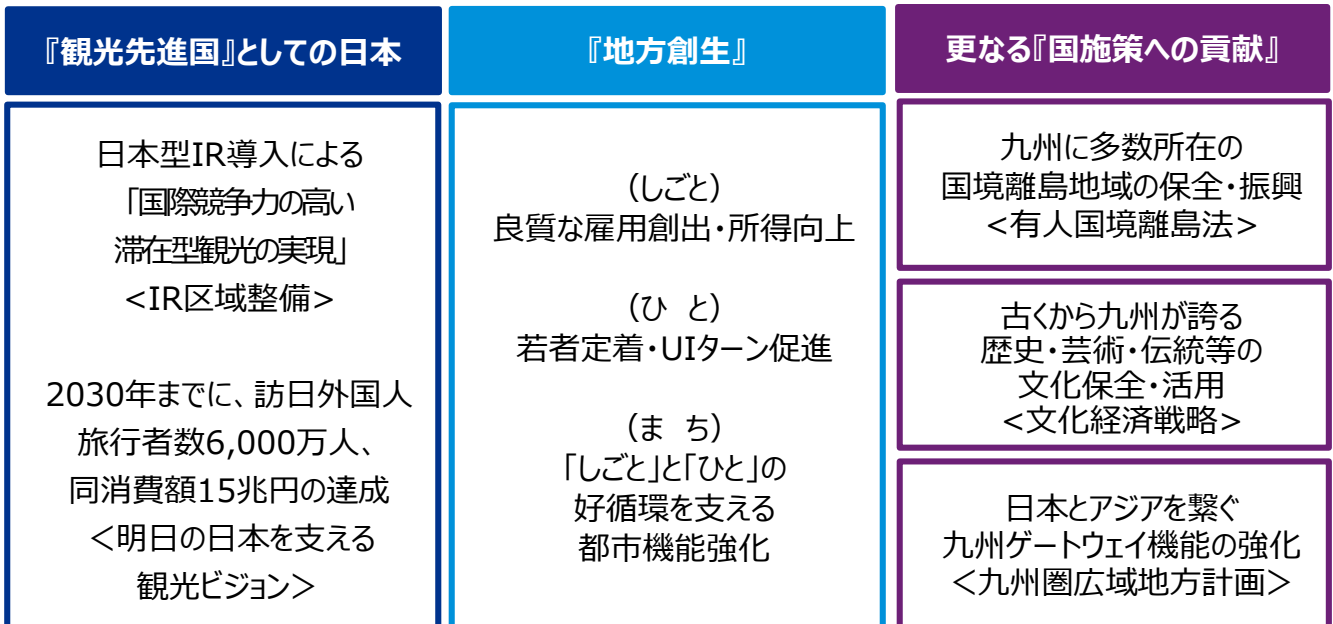 『観光先進国』としての日本
日本型IR導入による
「国際競争力の高い
滞在型観光の実現」
<IR区域整備>
2030年までに、訪日外国人
旅行者数6,000万人、
同消費額15兆円の達成
<明日の日本を支える
観光ビジョン>
『地方創生』
(しごと)
良質な雇用創出・所得向上
(ひ と)
若者定着・UIターン促進
(ま ち)
「しごと」と「ひと」の
好循環を支える
都市機能強化
更なる『国施策への貢献』
九州に多数所在の
国境離島地域の保全・振興
<有人国境離島法>
古くから九州が誇る
歴史・芸術・伝統等の
文化保全・活用
<文化経済戦略>
日本とアジアを繋ぐ
九州ゲートウェイ機能の強化
<九州圏広域地方計画>